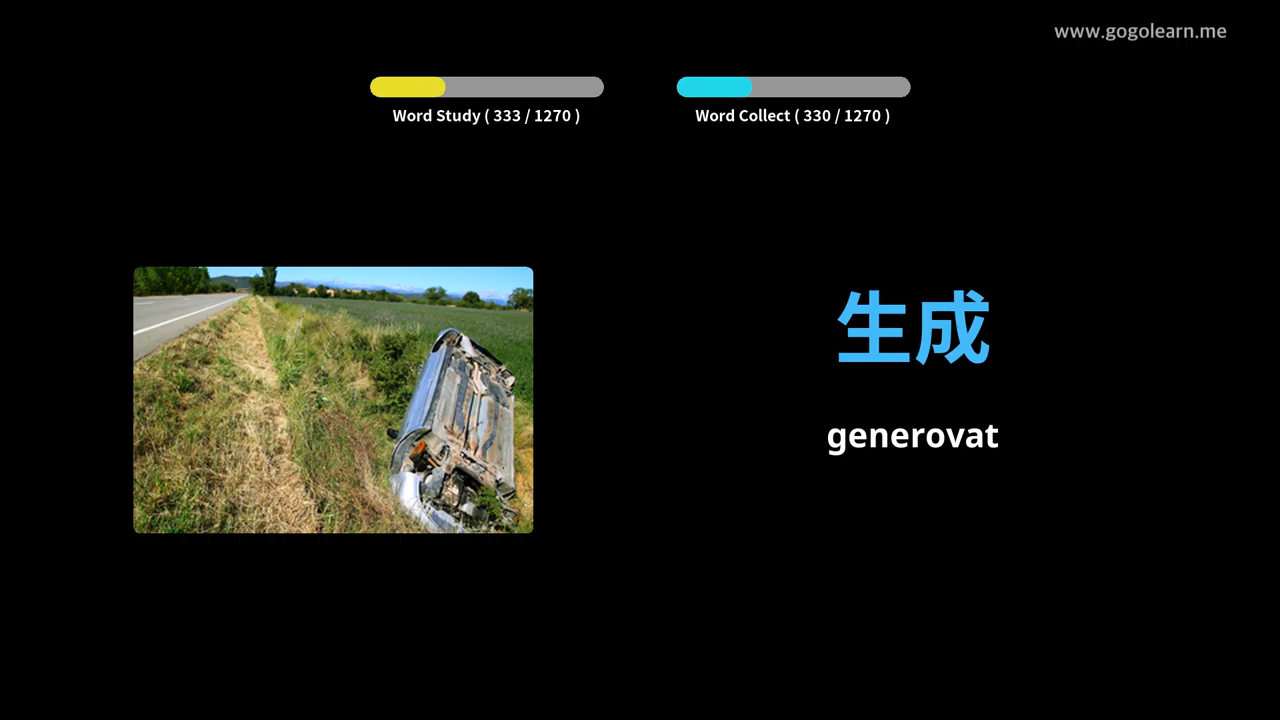 www.gogolearn.me
Word Study ( 333 / 1270 )
Word Collect ( 330 / 1270 )
生成
generovat